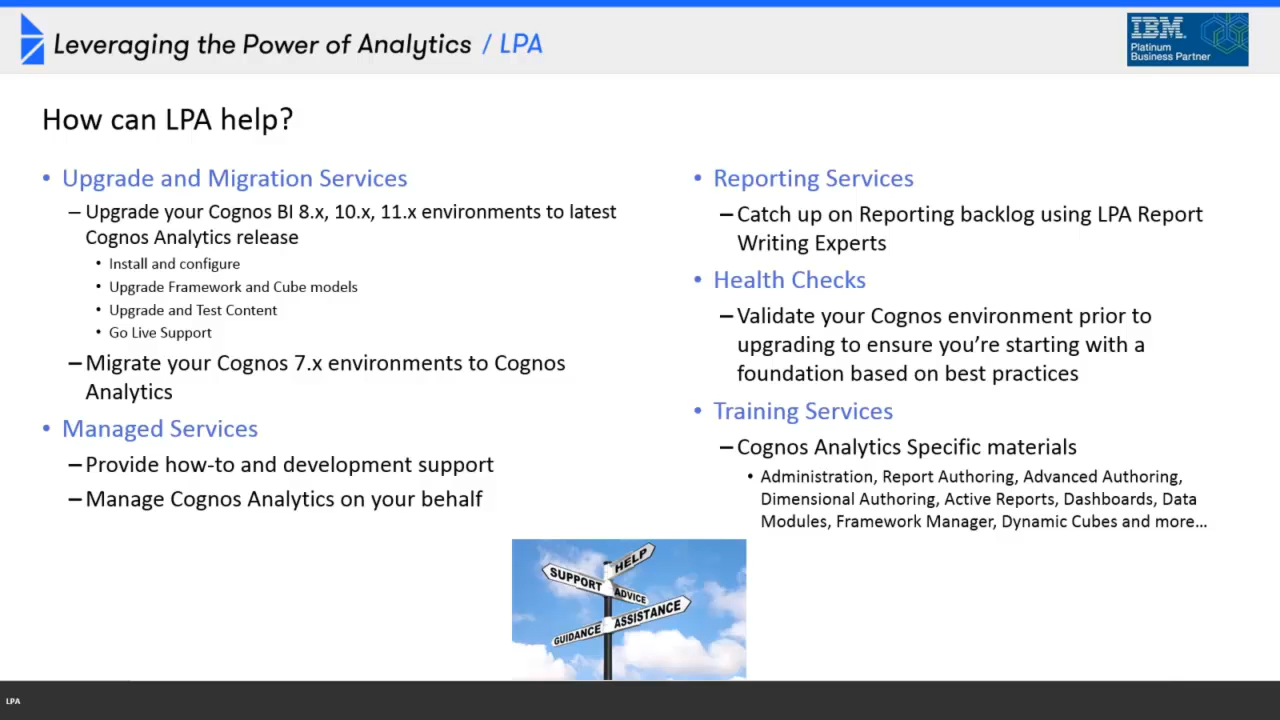 Leveraging the Power of Analytics / LPA
IBM.
Platinum
Business Partner
How can LPA help?
• Upgrade and Migration Services
– Upgrade your Cognos BI 8.x, 10.x, 11.x environments to latest
Cognos Analytics release
• Install and configure
• Upgrade Framework and Cube models
• Upgrade and Test Content
• Go Live Support
– Migrate your Cognos 7.x environments to Cognos
Analytics
• Managed Services
– Provide how-to and development support
– Manage Cognos Analytics on your behalf
• Reporting Services
– Catch up on Reporting backlog using LPA Report
Writing Experts
• Health Checks
– Validate your Cognos environment prior to
upgrading to ensure you’re starting with a
foundation based on best practices
• Training Services
– Cognos Analytics Specific materials
• Administration, Report Authoring, Advanced Authoring,
Dimensional Authoring, Active Reports, Dashboards, Data
Modules, Framework Manager, Dynamic Cubes and more…
HELP
SUPPORT
ADVICE
ASSISTANCE
GUIDANCE
LPA